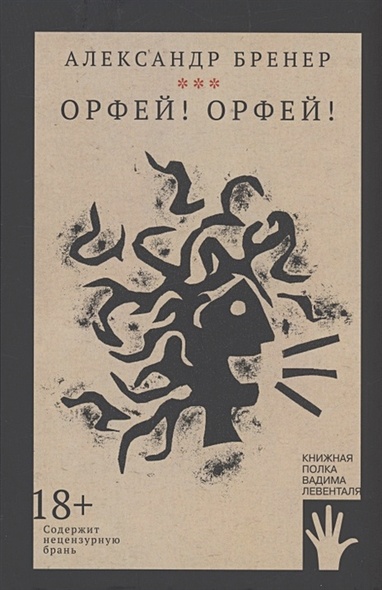 АЛЕКСАНДР БРЕНЕР
***
ОРФЕЙ! ОРФЕЙ!
КНИЖНАЯ
ПОЛКА
ВАДИМА
ЛЕВЕНТАЛЯ
18+
Содержит
нецензурную
брань